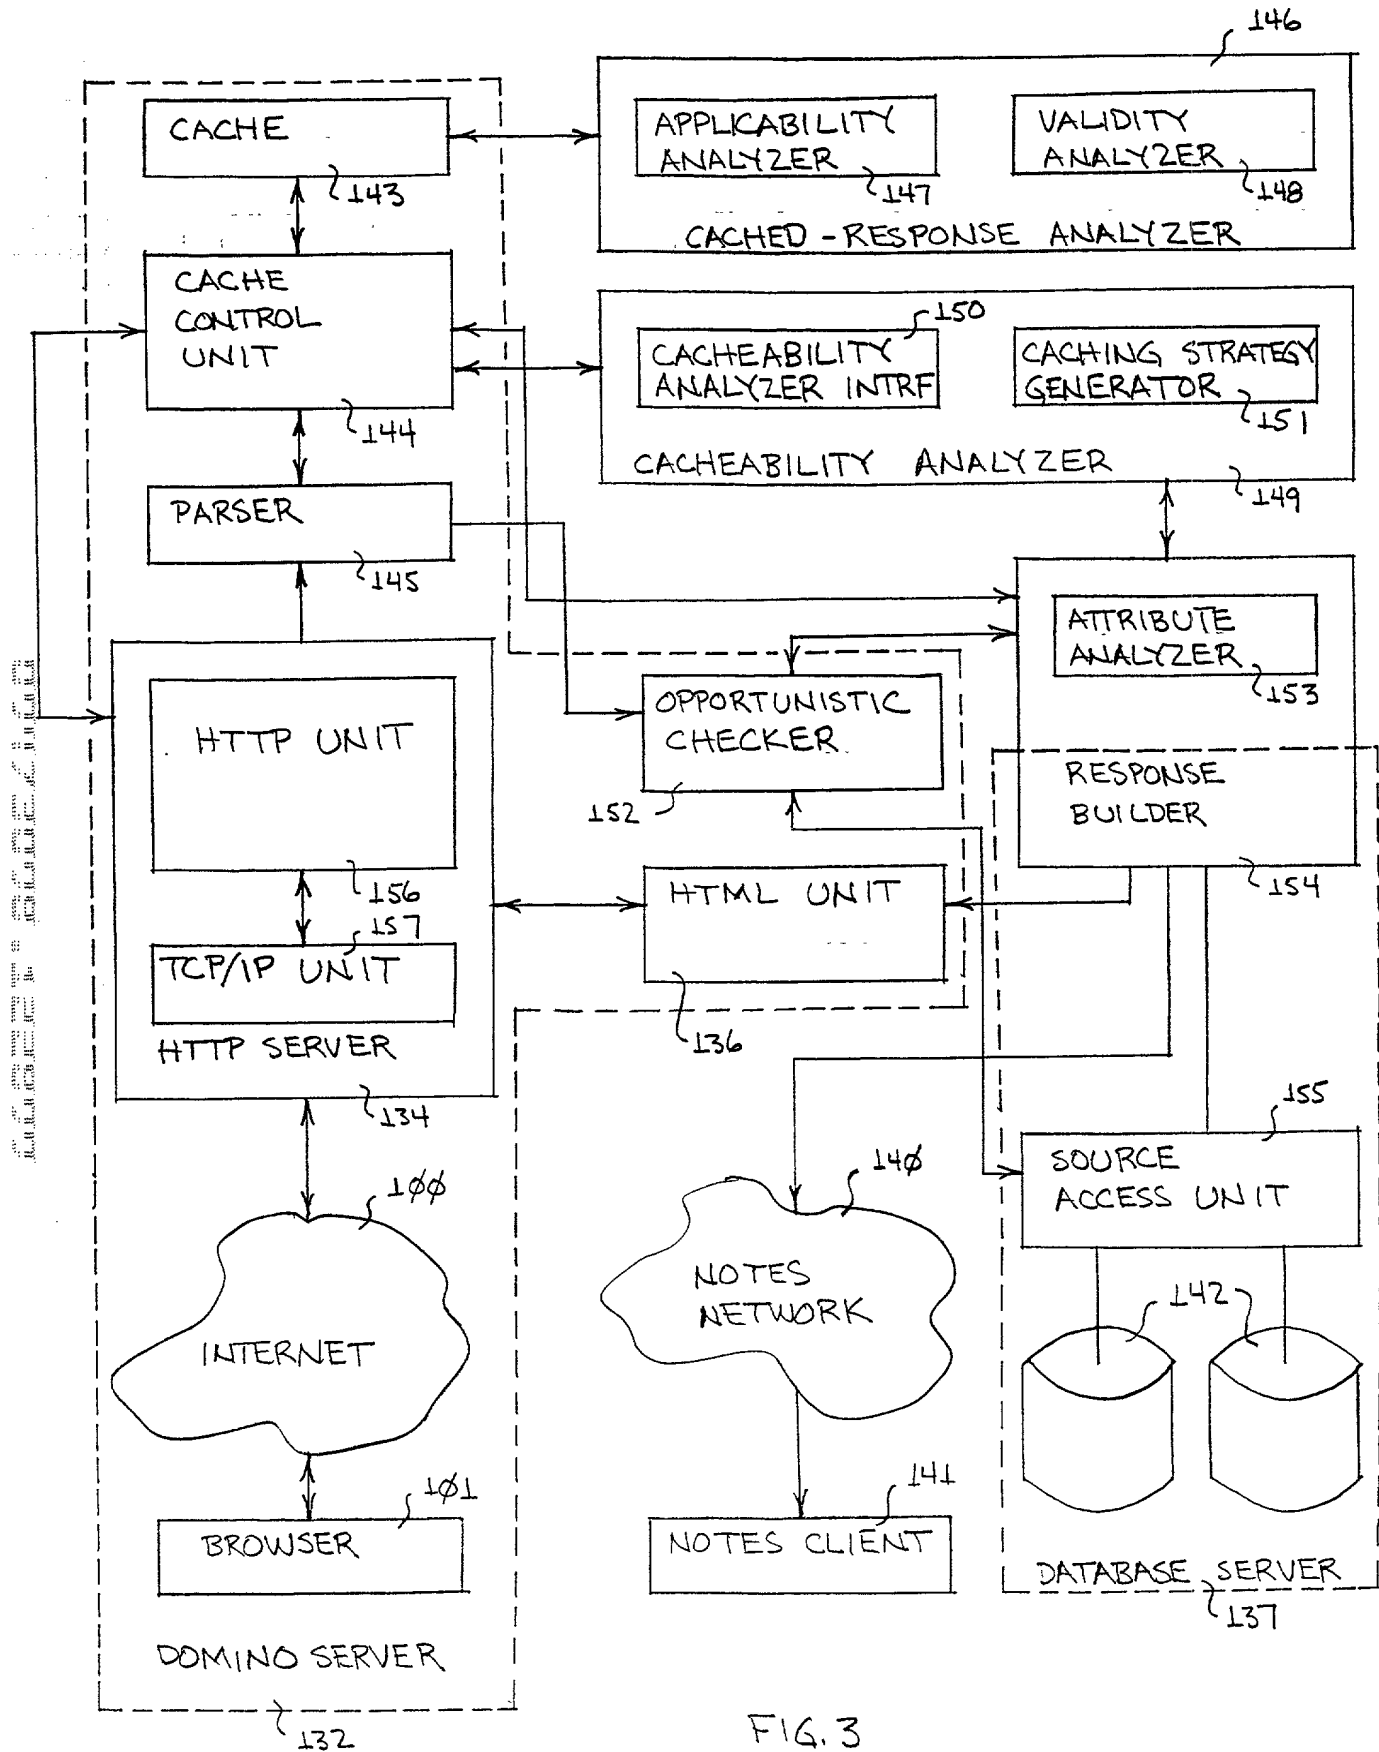 146
CACHE
143
APPLICABILITY
ANALYZER
147
VALIDITY
ANALYZER
148
CACHED-RESPONSE ANALYZER
CACHE
CONTROL
UNIT
144
150
CACHEABILITY
ANALYZER INTRF
CACHING STRATEGY
GENERATOR
151
CACHEABILITY ANALYZER
149
PARSER
145
ATTRIBUTE
ANALYZER
153
HTTP UNIT
156
OPPORTUNISTIC
CHECKER
152
RESPONSE
BUILDER
154
157
TCP/IP UNIT
HTTP SERVER
134
HTML UNIT
136
155
SOURCE
ACCESS UNIT
1ØØ
INTERNET
14Ø
NOTES
NETWORK
142
1Ø1
BROWSER
141
NOTES CLIENT
DATABASE SERVER
137
DOMINO SERVER
132
FIG. 3